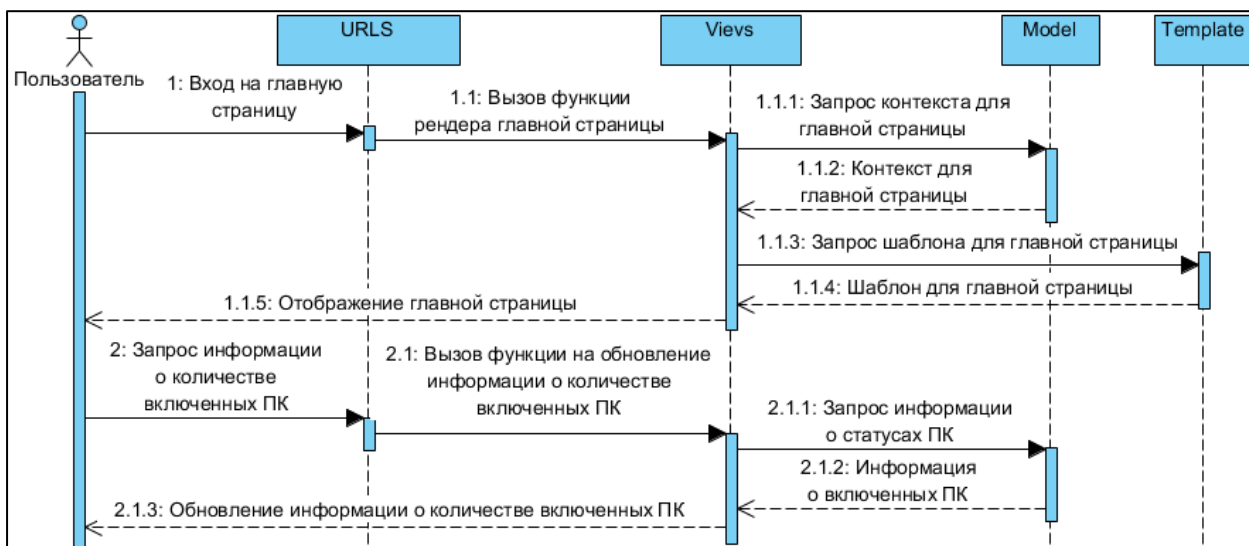 URLS
Vievs
Model
Template
Пользователь
1: Вход на главную
страницу
1.1: Вызов функции
рендера главной страницы
1.1.1: Запрос контекста для
главной страницы
1.1.2: Контекст для
главной страницы
1.1.3: Запрос шаблона для главной страницы
1.1.4: Шаблон для главной страницы
1.1.5: Отображение главной страницы
2: Запрос информации
о количестве
включенных ПК
2.1: Вызов функции на обновление
информации о количестве
включенных ПК
2.1.1: Запрос информации
о статусах ПК
2.1.2: Информация
о включенных ПК
2.1.3: Обновление информации о количестве включенных ПК